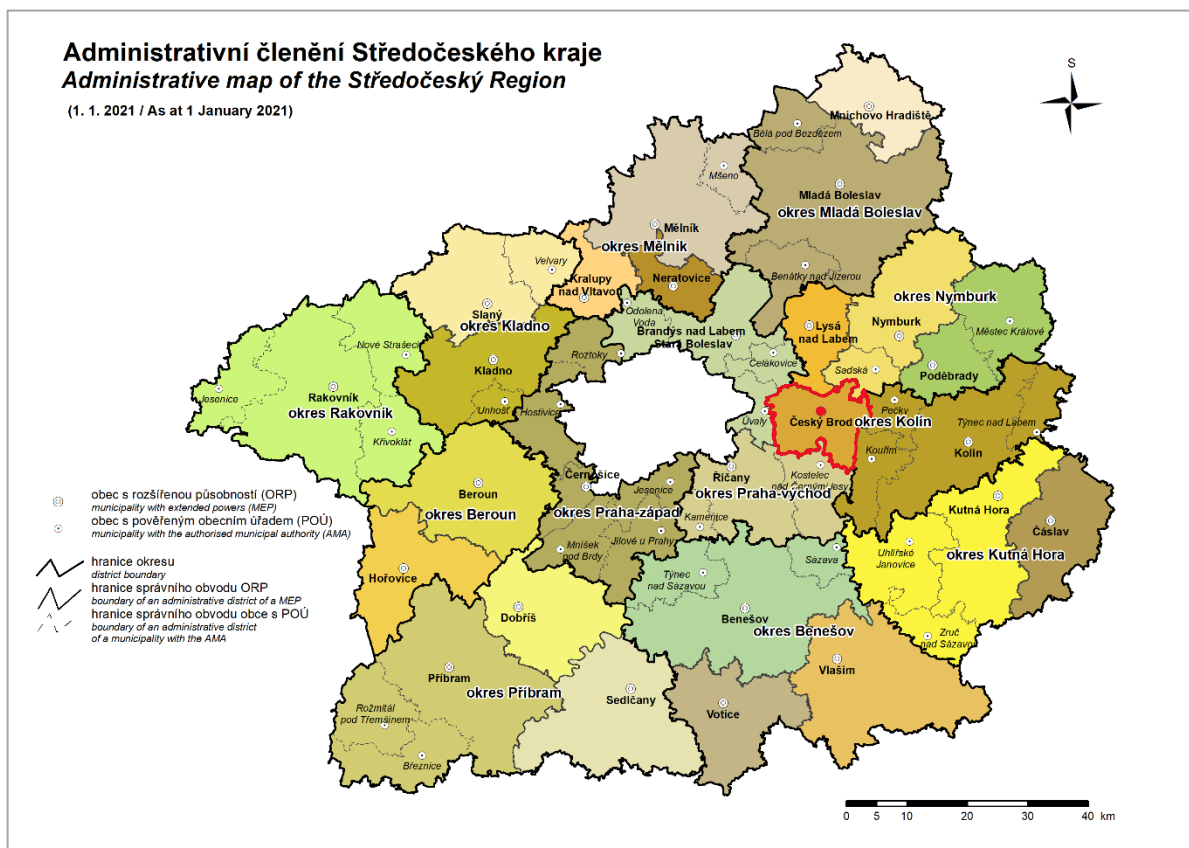 Administrativní členění Středočeského kraje
Administrative map of the Středočeský Region
(1. 1. 2021 / As at 1 January 2021)
S
Mnichovo Hradiště
Bělá pod Bezdězem
Mšeno
Mladá Boleslav
okres Mladá Boleslav
Mělník
okres Mělník
Velvary
Benátky nad Jizerou
Kralupy
nad Vltavou
Neratovice
Slaný
okres Kladno
Odolena
Voda
Brandýs nad Labem
Stará Boleslav
Lysá
nad Labem
okres Nymburk
Nymburk
Městec Králové
Nové Strašecí
Roztoky
Čelákovice
Kladno
Sadská
Poděbrady
Jesenice
Rakovník
okres Rakovník
Unhošť
Hostivice
Úvaly
Český Brod
okres Kolín
Pečky
Týnec nad Labem
Křivoklát
Kouřim
Kolín
Černošice
Říčany
okres Praha-východ
Kostelec
nad Černými lesy
Beroun
okres Beroun
Jesenice
okres Praha-západ
Kamenice
Kutná Hora
Čáslav
Mníšek
pod Brdy
Jílové u Prahy
Uhlířské
Janovice
okres Kutná Hora
Hořovice
Týnec
nad Sázavou
Sázava
Dobříš
Benešov
okres Benešov
Zruč
nad Sázavou
Vlašim
Příbram
okres Příbram
Sedlčany
Votice
Rožmitál
pod Třemšínem
Březnice
obec s rozšířenou působností (ORP)
municipality with extended powers (MEP)
obec s pověřeným obecním úřadem (POÚ)
municipality with the authorised municipal authority (AMA)
hranice okresu
district boundary
hranice správního obvodu ORP
boundary of an administrative district of a MEP
hranice správního obvodu obce s POÚ
boundary of an administrative district
of a municipality with the AMA
0 5 10 20 30 40 km